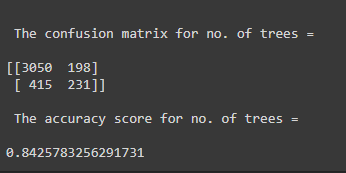 The confusion matrix for no. of trees =
[[3050  198]
 [ 415  231]]
The accuracy score for no. of trees =
0.8425783256291731